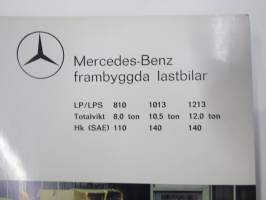 Mercedes-Benz
frambyggda lastbilar
LP/LPS 810 1013 1213
Totalvikt 8,0 ton 10,5 ton 12,0 ton
Hk (SAE) 110 140 140